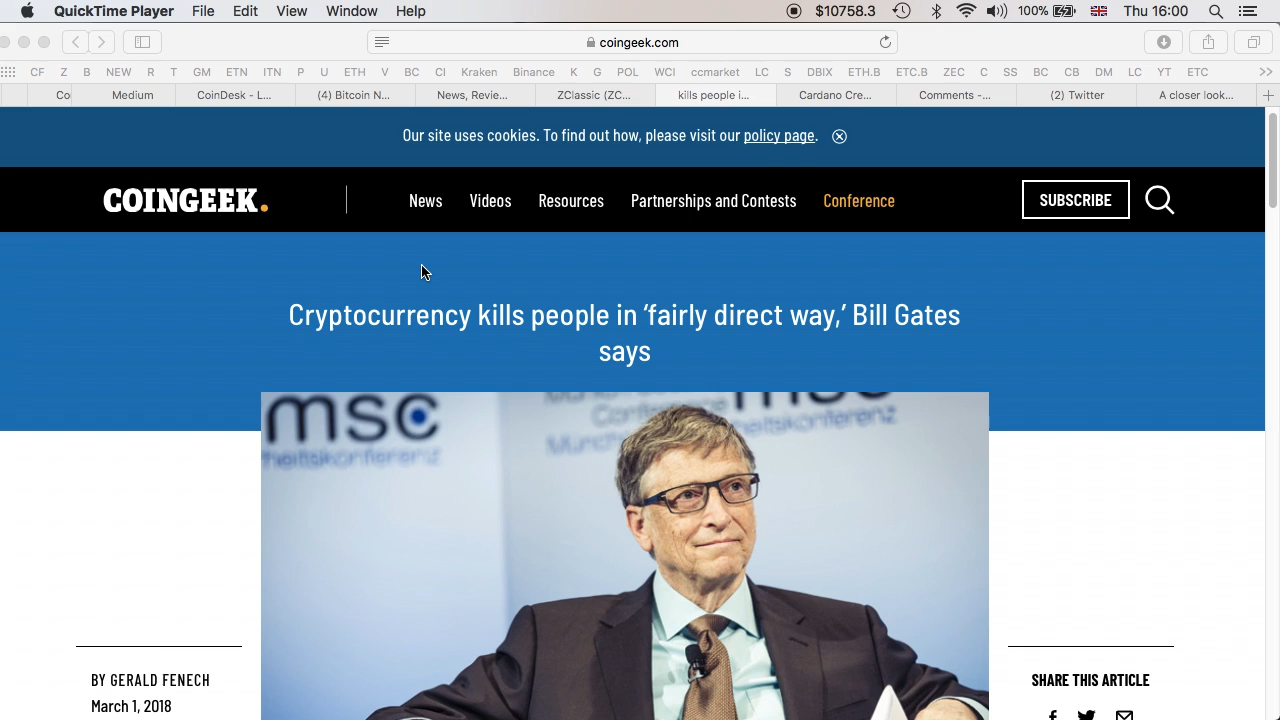 QuickTime Player File Edit View Window Help $10758.3 100% Thu 16:00
coingeek.com
CF Z B NEW R T GM ETN ITN P U ETH V BC CI Kraken Binance K G POL WCI ccmarket LC S DBIX ETH.B ETC.B ZEC C SS BC CB DM LC YT ETC >>
Co Medium CoinDesk - L... (4) Bitcoin N... News, Revie... ZClassic (ZC... kills people i... Cardano Cre... Comments -... (2) Twitter A closer look... +
Our site uses cookies. To find out how, please visit our policy page.
COINGEEK. News Videos Resources Partnerships and Contests Conference SUBSCRIBE
Cryptocurrency kills people in ‘fairly direct way,’ Bill Gates
says
msc
Conference
BY GERALD FENECH
March 1, 2018
SHARE THIS ARTICLE